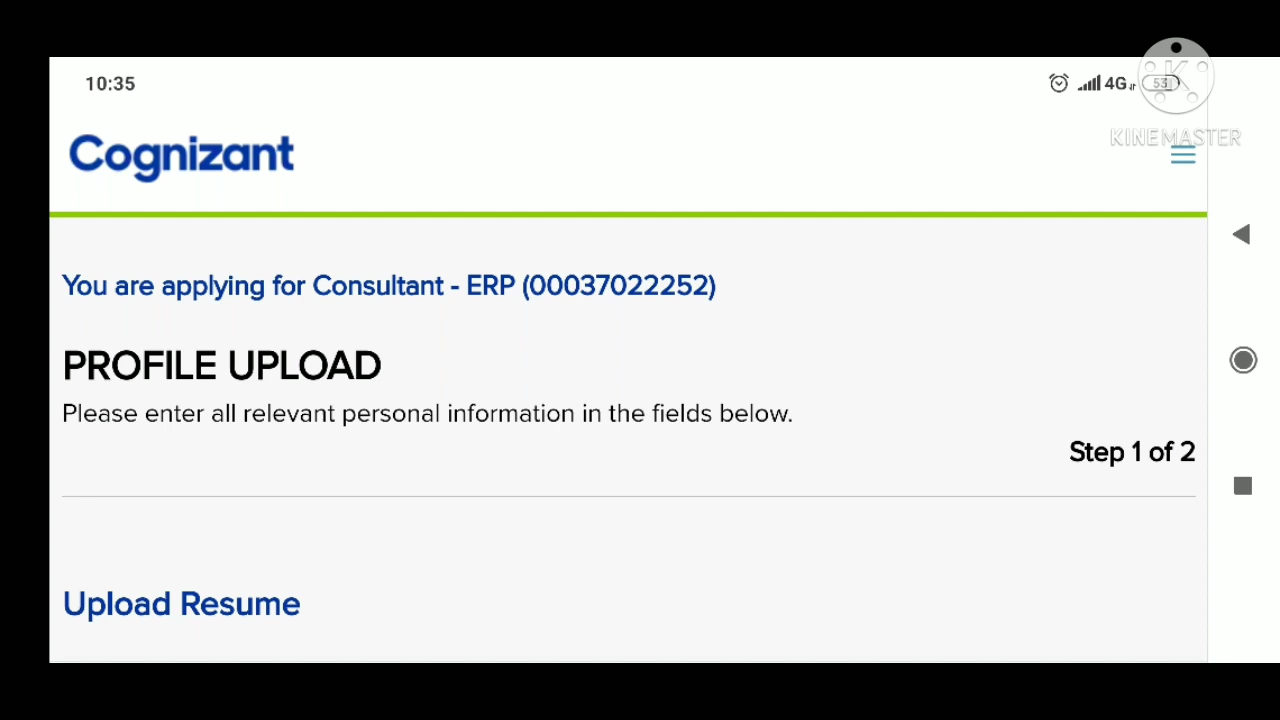 10:35
4G
53
KINEMASTER
Cognizant
You are applying for Consultant - ERP (00037022252)
PROFILE UPLOAD
Please enter all relevant personal information in the fields below.
Step 1 of 2
Upload Resume